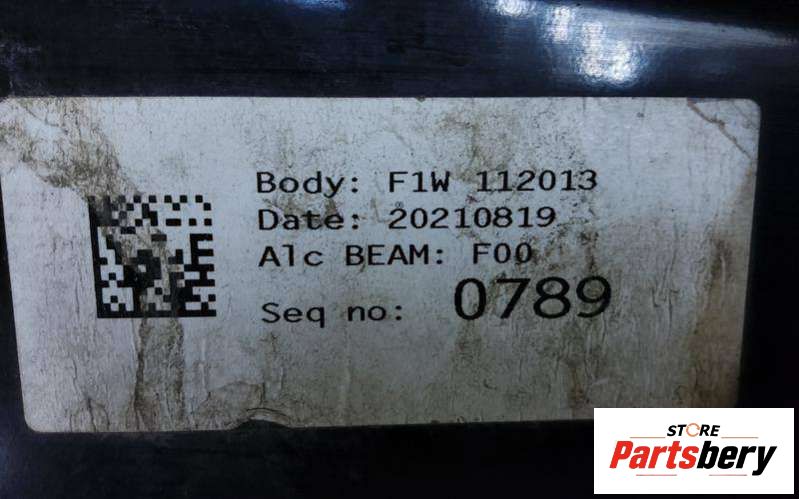 Body: F1W 112013
Date: 20210819
Alc BEAM: F00
Seq no: 0789
STORE
Partsbery